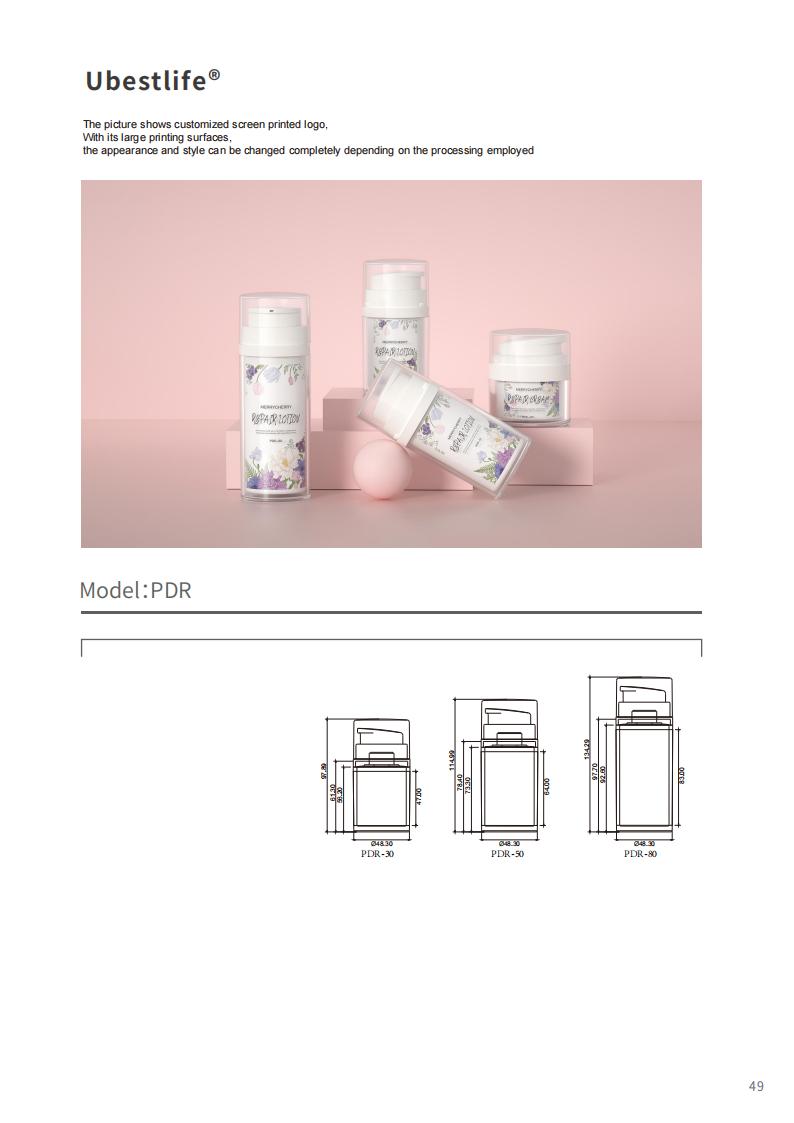 Ubestlife®
The picture shows customized screen printed logo,
With its large printing surfaces,
the appearance and style can be changed completely depending on the processing employed
MERRYCHERRY
REPAIR LOTION
MERRYCHERRY
REPAIR LOTION
MERRYCHERRY
REPAIR CREAM
MERRYCHERRY
REPAIR LOTION
Model:PDR
97.89
61.30
56.20
47.00
Ø48.30
PDR-30
114.99
78.40
73.30
64.00
Ø48.30
PDR-50
134.29
97.70
92.60
83.00
Ø48.30
PDR-80
49